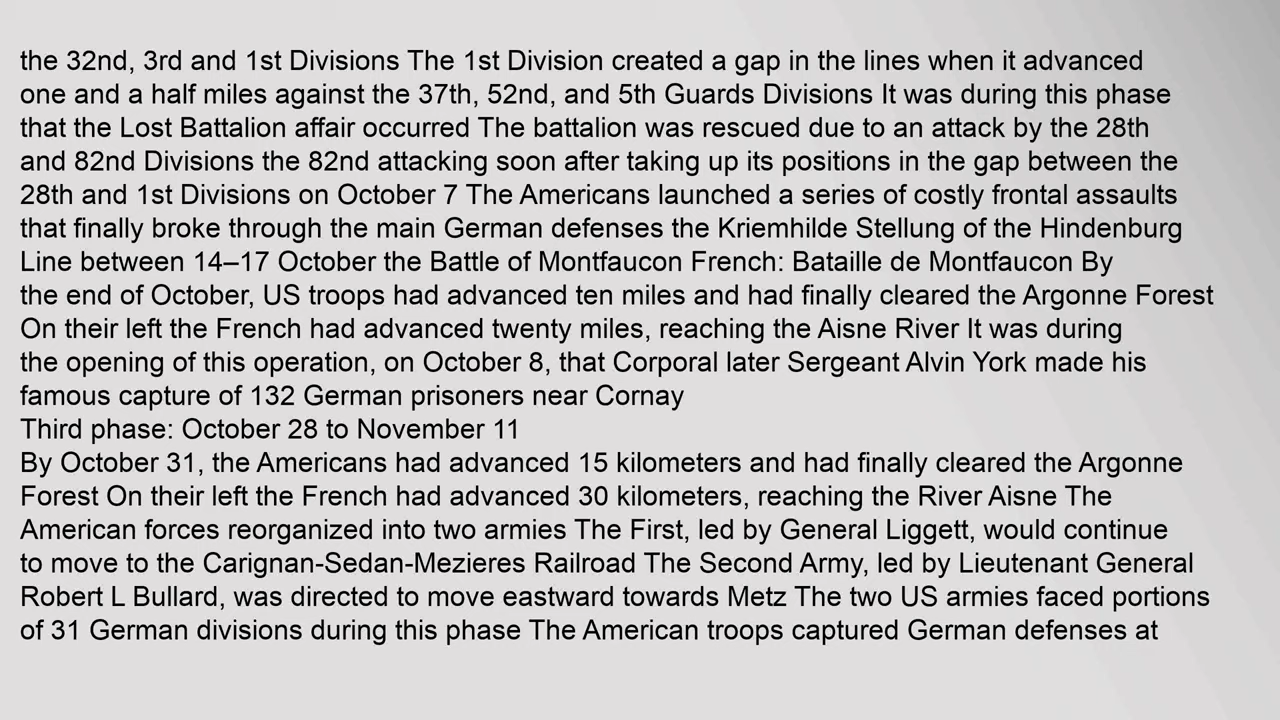 the 32nd, 3rd and 1st Divisions The 1st Division created a gap in the lines when it advanced
one and a half miles against the 37th, 52nd, and 5th Guards Divisions It was during this phase
that the Lost Battalion affair occurred The battalion was rescued due to an attack by the 28th
and 82nd Divisions the 82nd attacking soon after taking up its positions in the gap between the
28th and 1st Divisions on October 7 The Americans launched a series of costly frontal assaults
that finally broke through the main German defenses the Kriemhilde Stellung of the Hindenburg
Line between 14–17 October the Battle of Montfaucon French: Bataille de Montfaucon By
the end of October, US troops had advanced ten miles and had finally cleared the Argonne Forest
On their left the French had advanced twenty miles, reaching the Aisne River It was during
the opening of this operation, on October 8, that Corporal later Sergeant Alvin York made his
famous capture of 132 German prisoners near Cornay
Third phase: October 28 to November 11
By October 31, the Americans had advanced 15 kilometers and had finally cleared the Argonne
Forest On their left the French had advanced 30 kilometers, reaching the River Aisne The
American forces reorganized into two armies The First, led by General Liggett, would continue
to move to the Carignan-Sedan-Mezieres Railroad The Second Army, led by Lieutenant General
Robert L Bullard, was directed to move eastward towards Metz The two US armies faced portions
of 31 German divisions during this phase The American troops captured German defenses at